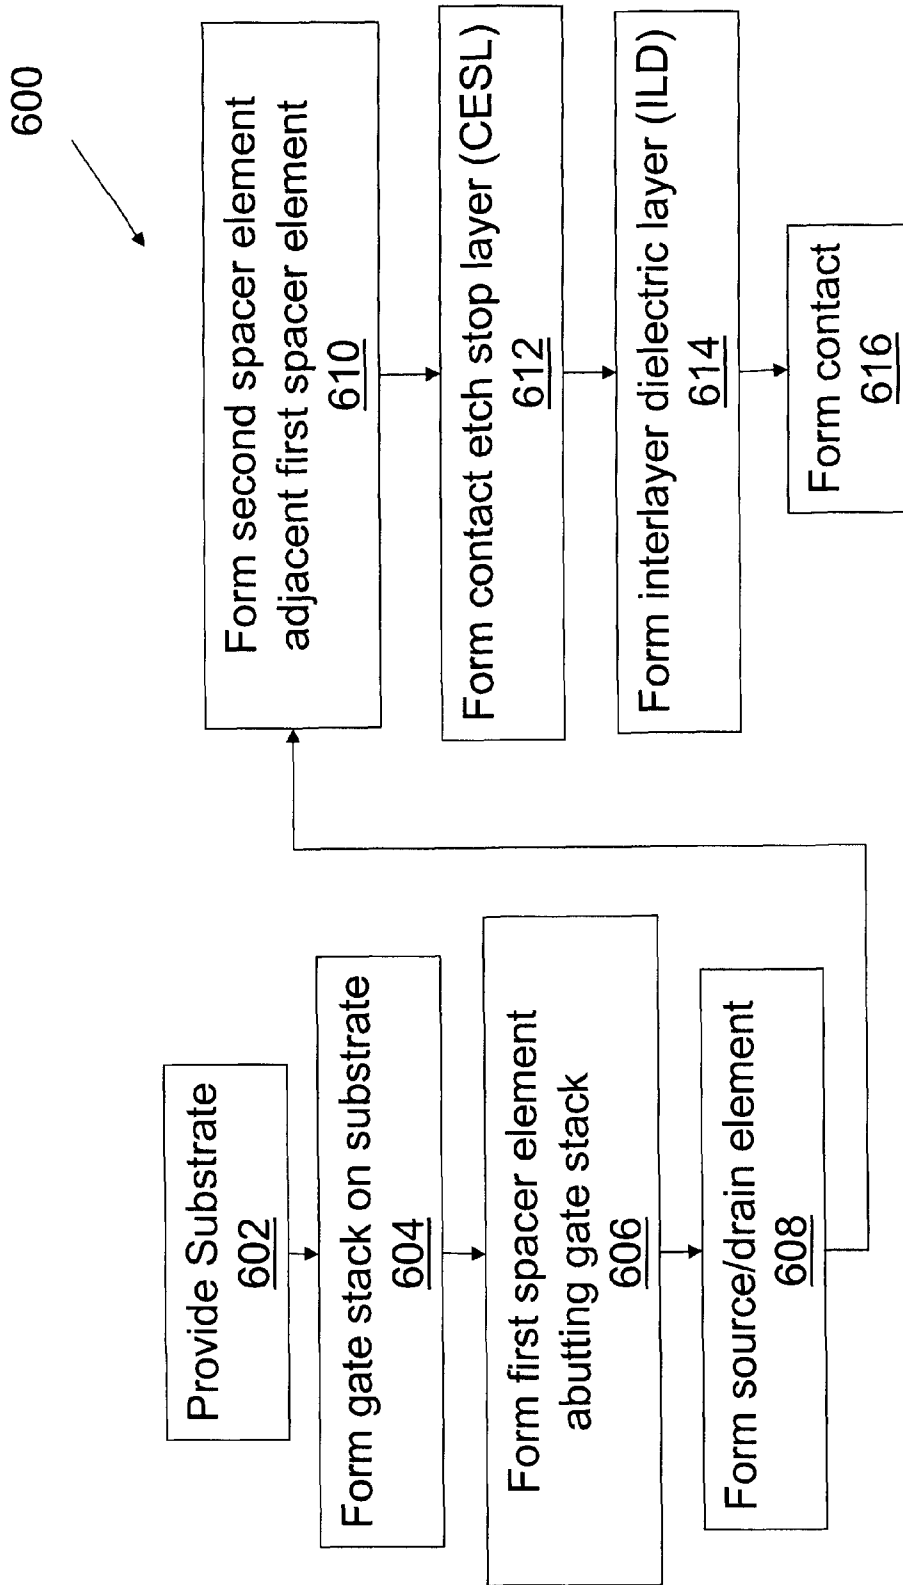 600
Provide Substrate
602
Form gate stack on substrate
604
Form first spacer element
abutting gate stack
606
Form source/drain element
608
Form second spacer element
adjacent first spacer element
610
Form contact etch stop layer (CESL)
612
Form interlayer dielectric layer (ILD)
614
Form contact
616